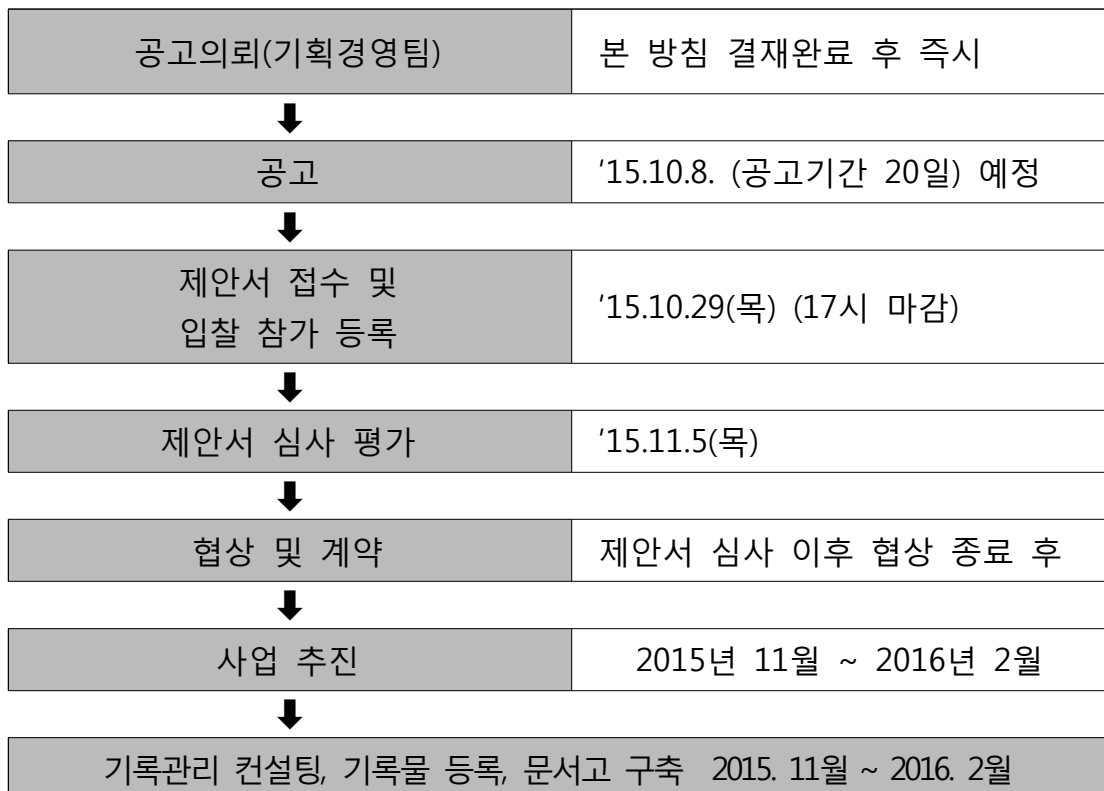 공고의뢰(기획경영팀) 본 방침 결재완료 후 즉시
공고 '15.10.8. (공고기간 20일) 예정
제안서 접수 및
입찰 참가 등록 '15.10.29(목) (17시 마감)
제안서 심사 평가 '15.11.5(목)
협상 및 계약 제안서 심사 이후 협상 종료 후
사업 추진 2015년 11월 ~ 2016년 2월
기록관리 컨설팅, 기록물 등록, 문서고 구축 2015. 11월 ~ 2016. 2월